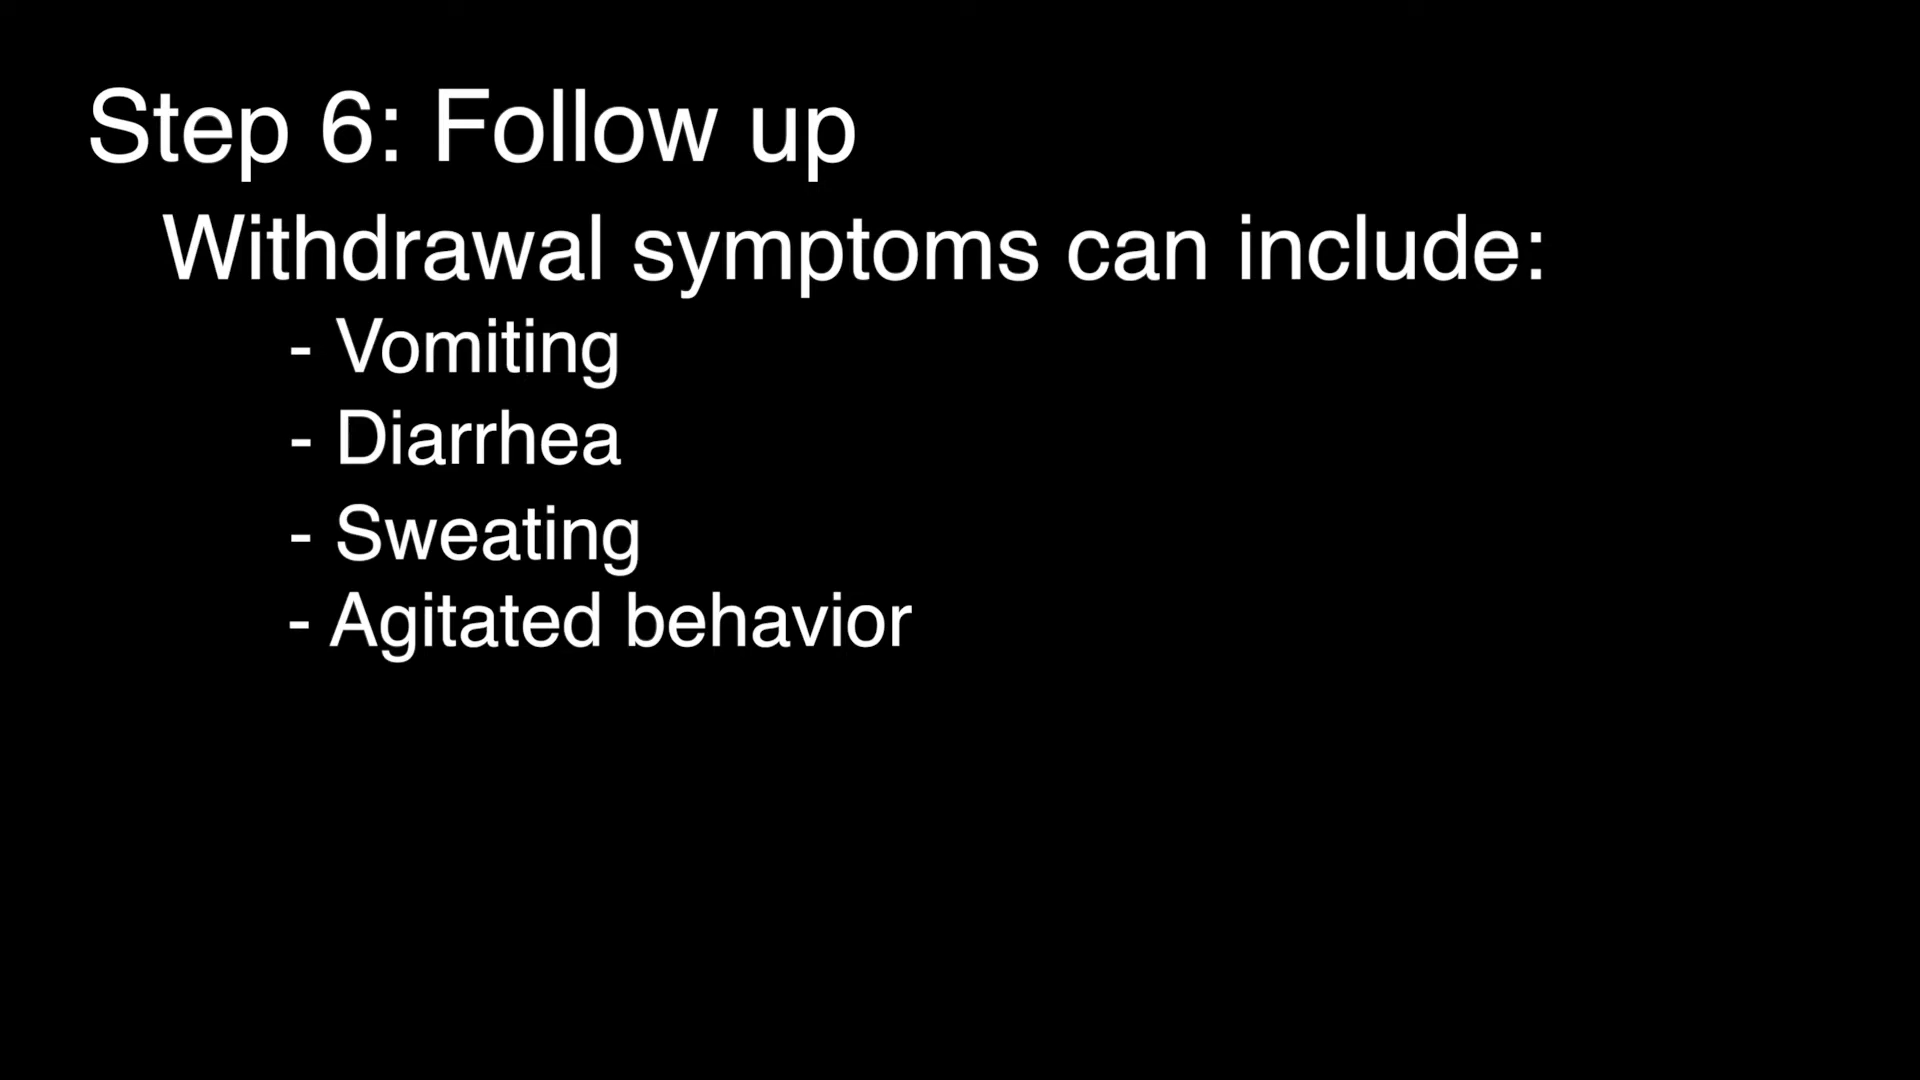 Step 6: Follow up
Withdrawal symptoms can include:
- Vomiting
- Diarrhea
- Sweating
- Agitated behavior